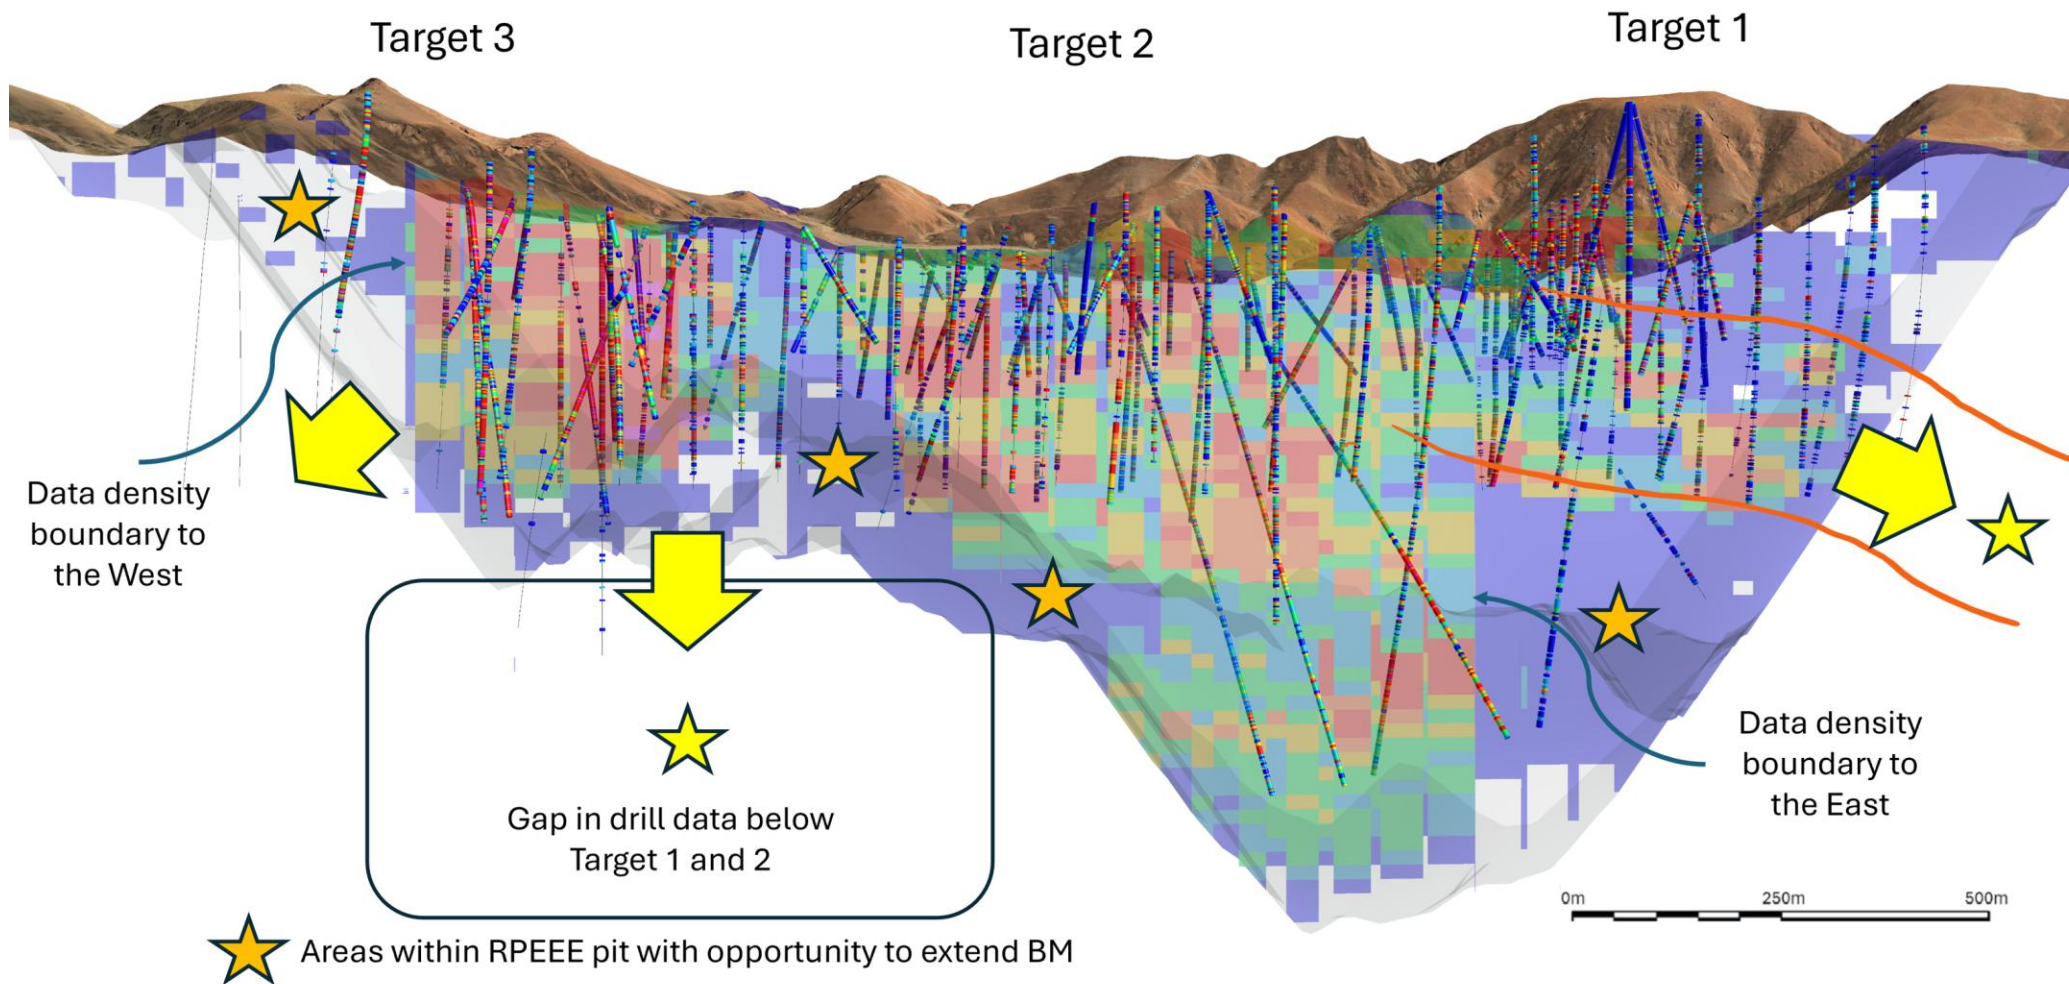 Target 3
Target 2
Target 1
Data density
boundary to
the West
Gap in drill data below
Target 1 and 2
Data density
boundary to
the East
0m 250m 500m
Areas within RPEEE pit with opportunity to extend BM